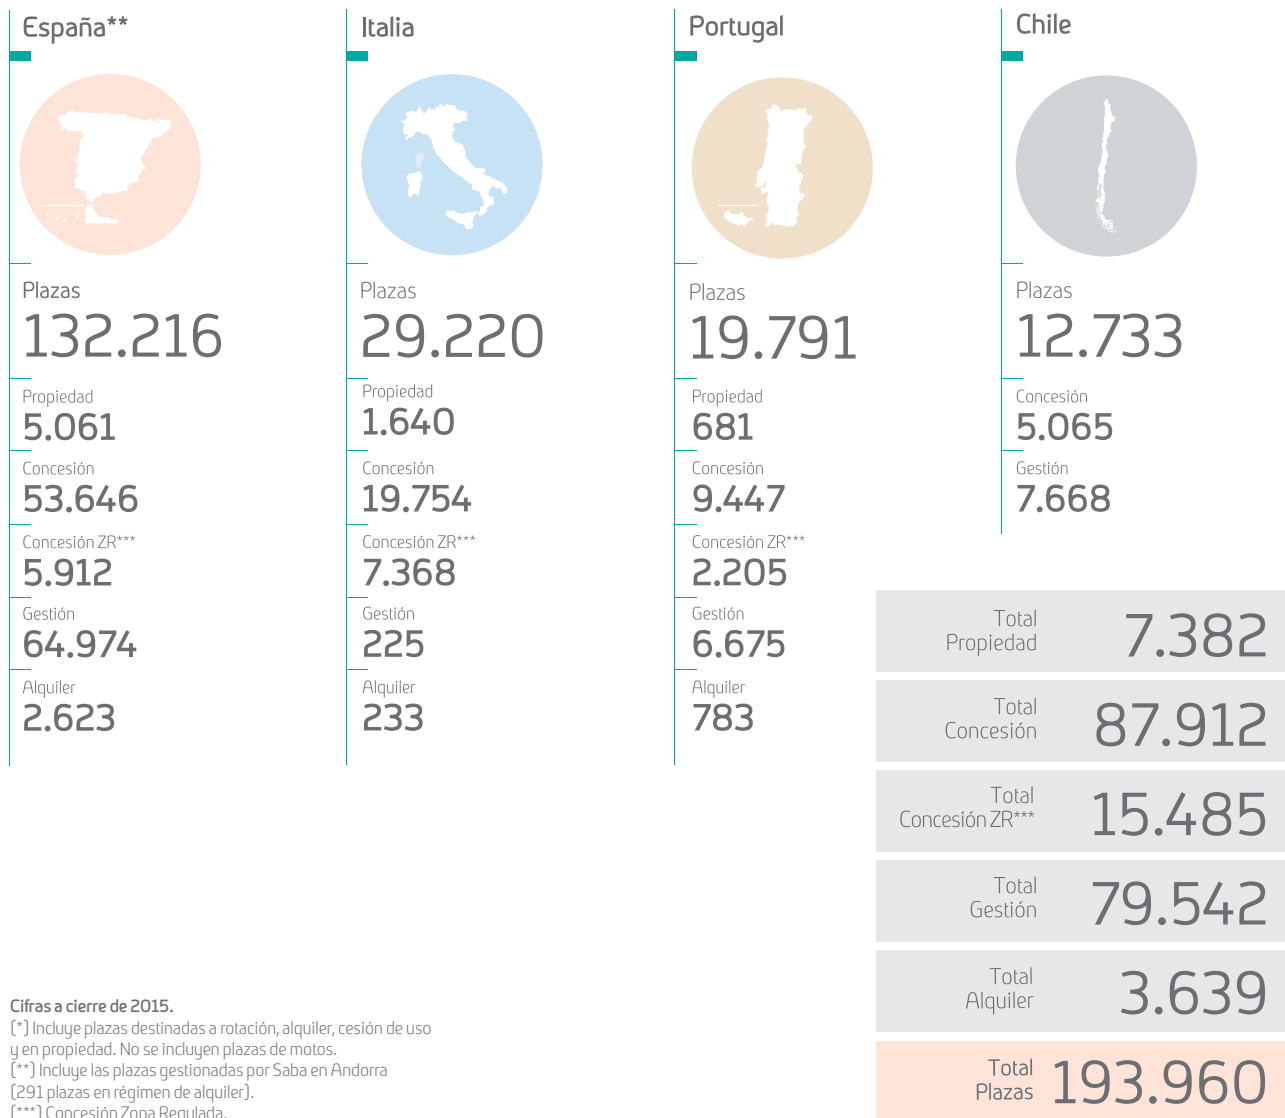 España**
Plazas
132.216
Propiedad
5.061
Concesión
53.646
Concesión ZR***
5.912
Gestión
64.974
Alquiler
2.623
Italia
Plazas
29.220
Propiedad
1.640
Concesión
19.754
Concesión ZR***
7.368
Gestión
225
Alquiler
233
Portugal
Plazas
19.791
Propiedad
681
Concesión
9.447
Concesión ZR***
2.205
Gestión
6.675
Alquiler
783
Chile
Plazas
12.733
Concesión
5.065
Gestión
7.668
Total
Propiedad
7.382
Total
Concesión
87.912
Total
Concesión ZR***
15.485
Total
Gestión
79.542
Total
Alquiler
3.639
Total
Plazas
193.960
Cifras a cierre de 2015.
(*) Incluye plazas destinadas a rotación, alquiler, cesión de uso
y en propiedad. No se incluyen plazas de motos.
(**) Incluye las plazas gestionadas por Saba en Andorra
(291 plazas en régimen de alquiler).
(***) Concesión Zona Regulada.